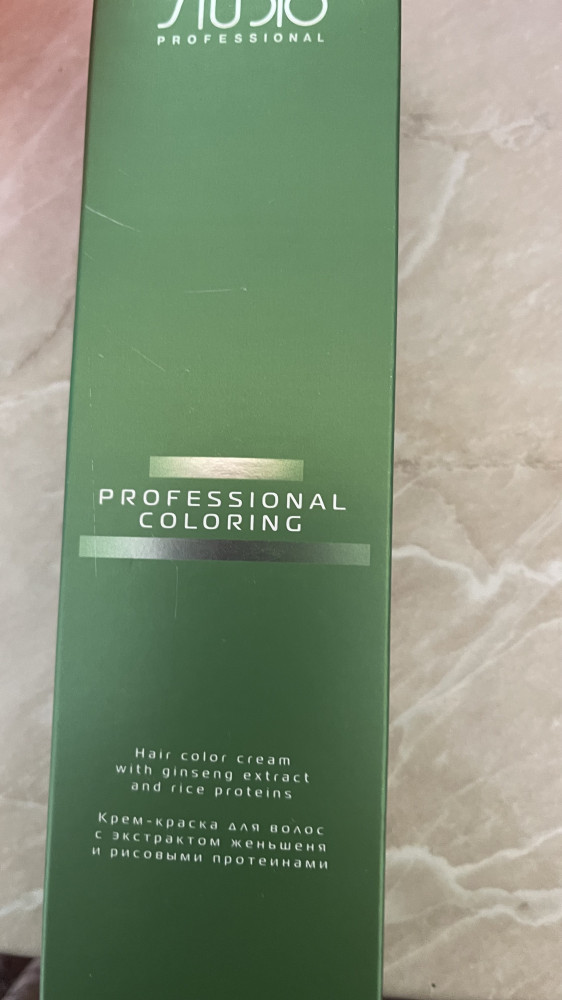 STUDIO
PROFESSIONAL
PROFESSIONAL
COLORING
Hair color cream
with ginseng extract
and rice proteins
Крем-краска для волос
с экстрактом женьшеня
и рисовыми протеинами